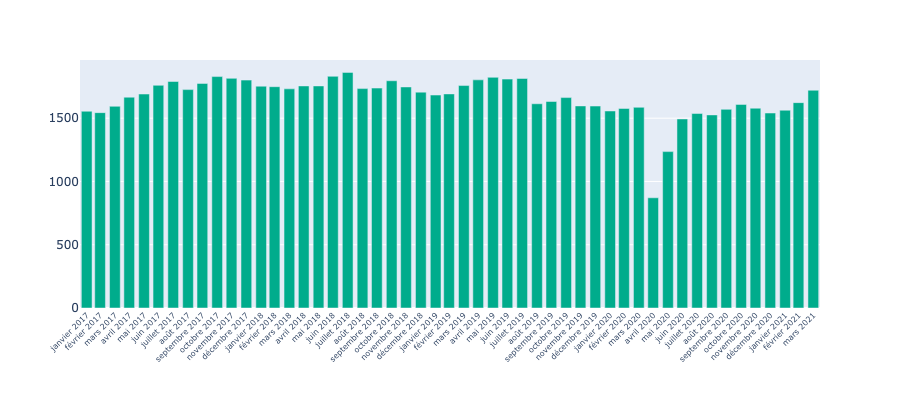 1500
1000
500
0
janvier 2017
février 2017
mars 2017
avril 2017
mai 2017
juin 2017
juillet 2017
août 2017
septembre 2017
octobre 2017
novembre 2017
décembre 2017
janvier 2018
février 2018
mars 2018
avril 2018
mai 2018
juin 2018
juillet 2018
août 2018
septembre 2018
octobre 2018
novembre 2018
décembre 2018
janvier 2019
février 2019
mars 2019
avril 2019
mai 2019
juin 2019
juillet 2019
août 2019
septembre 2019
octobre 2019
novembre 2019
décembre 2019
janvier 2020
février 2020
mars 2020
avril 2020
mai 2020
juin 2020
juillet 2020
août 2020
septembre 2020
octobre 2020
novembre 2020
décembre 2020
janvier 2021
février 2021
mars 2021